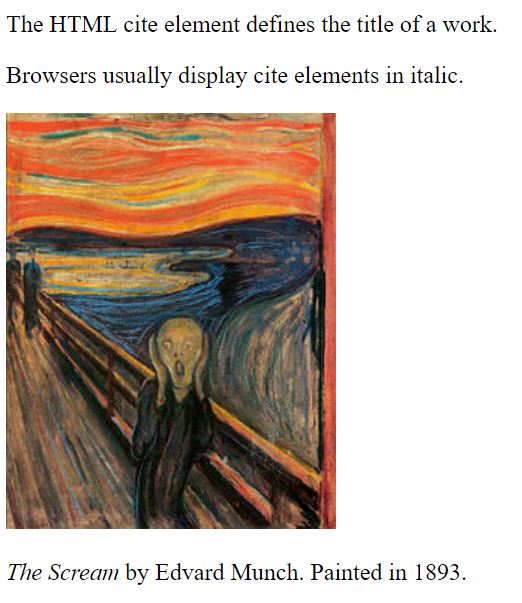 The HTML cite element defines the title of a work.
Browsers usually display cite elements in italic.
The Scream by Edvard Munch. Painted in 1893.